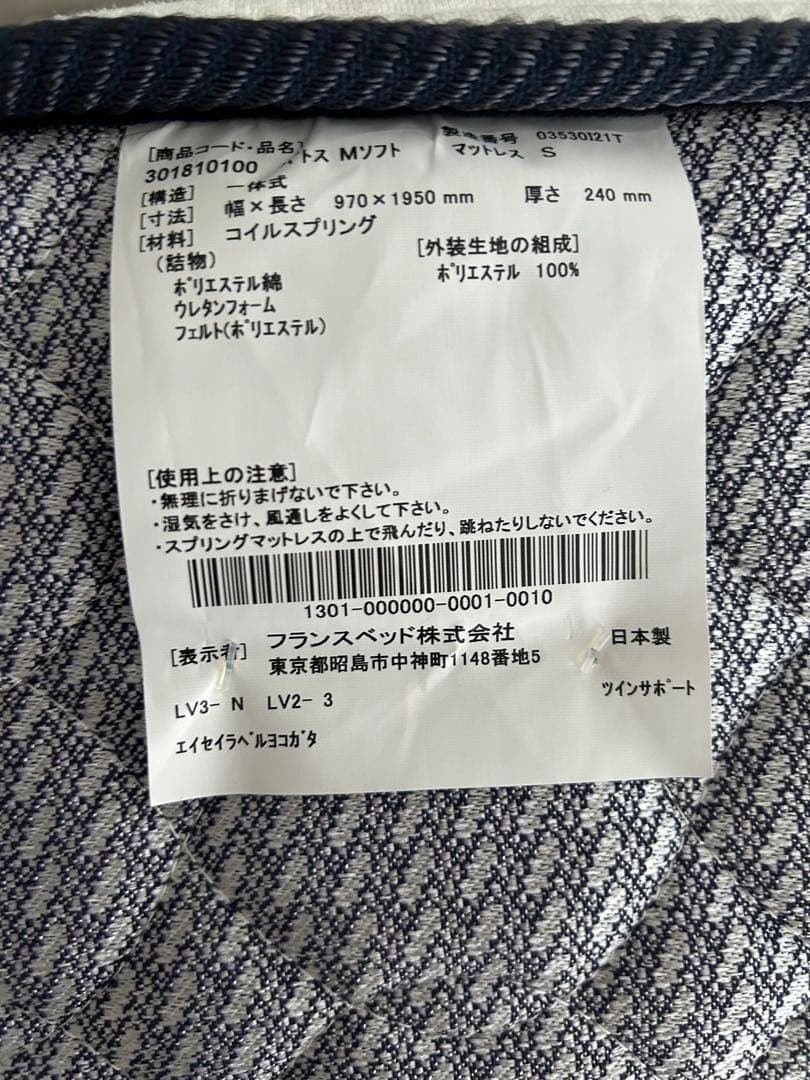 [商品コード・品名] 製造番号 03530I21T
301810100 トス Mソフト マットレス S
[構造] 一体式
[寸法] 幅×長さ 970×1950 mm 厚さ 240 mm
[材料] コイルスプリング [外装生地の組成]
(詰物) ﾎﾟﾘｴｽﾃﾙ 100%
ﾎﾟﾘｴｽﾃﾙ綿
ｳﾚﾀﾝﾌｫｰﾑ
ﾌｪﾙﾄ(ﾎﾟﾘｴｽﾃﾙ)
[使用上の注意]
・無理に折りまげないで下さい。
・湿気をさけ、風通しをよくして下さい。
・スプリングマットレスの上で飛んだり、跳ねたりしないでください。
1301-000000-0001-0010
[表示者] フランスベッド株式会社 日本製
東京都昭島市中神町1148番地5
LV3- N LV2- 3 ﾂｲﾝｻﾎﾟｰﾄ
ｴｲｾｲﾗﾍﾞﾙﾖｺｶﾞﾀ